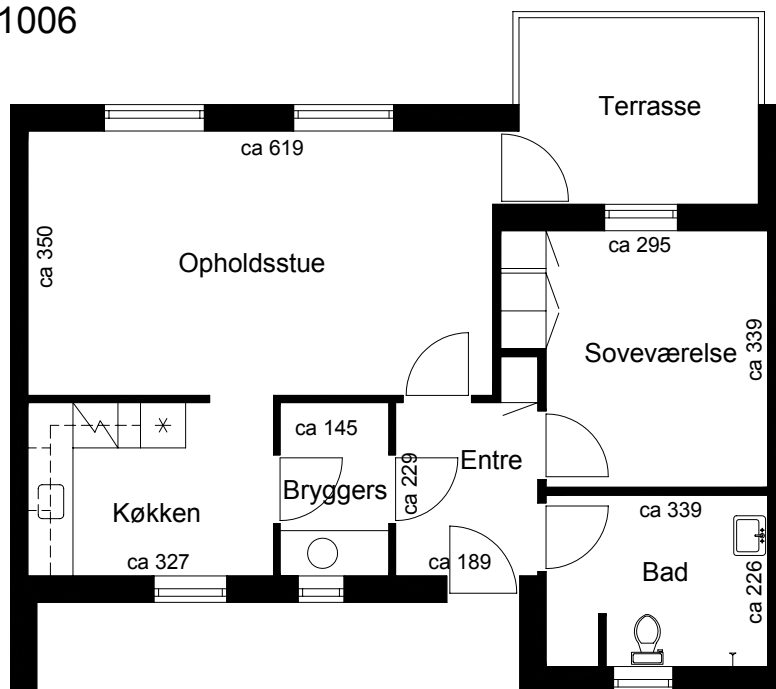 1006
Terrasse
ca 619
ca 350
Opholdsstue
ca 295
Soveværelse
ca 339
ca 145
ca 229
Entre
Bryggers
Køkken
ca 327
ca 189
ca 339
Bad
ca 226